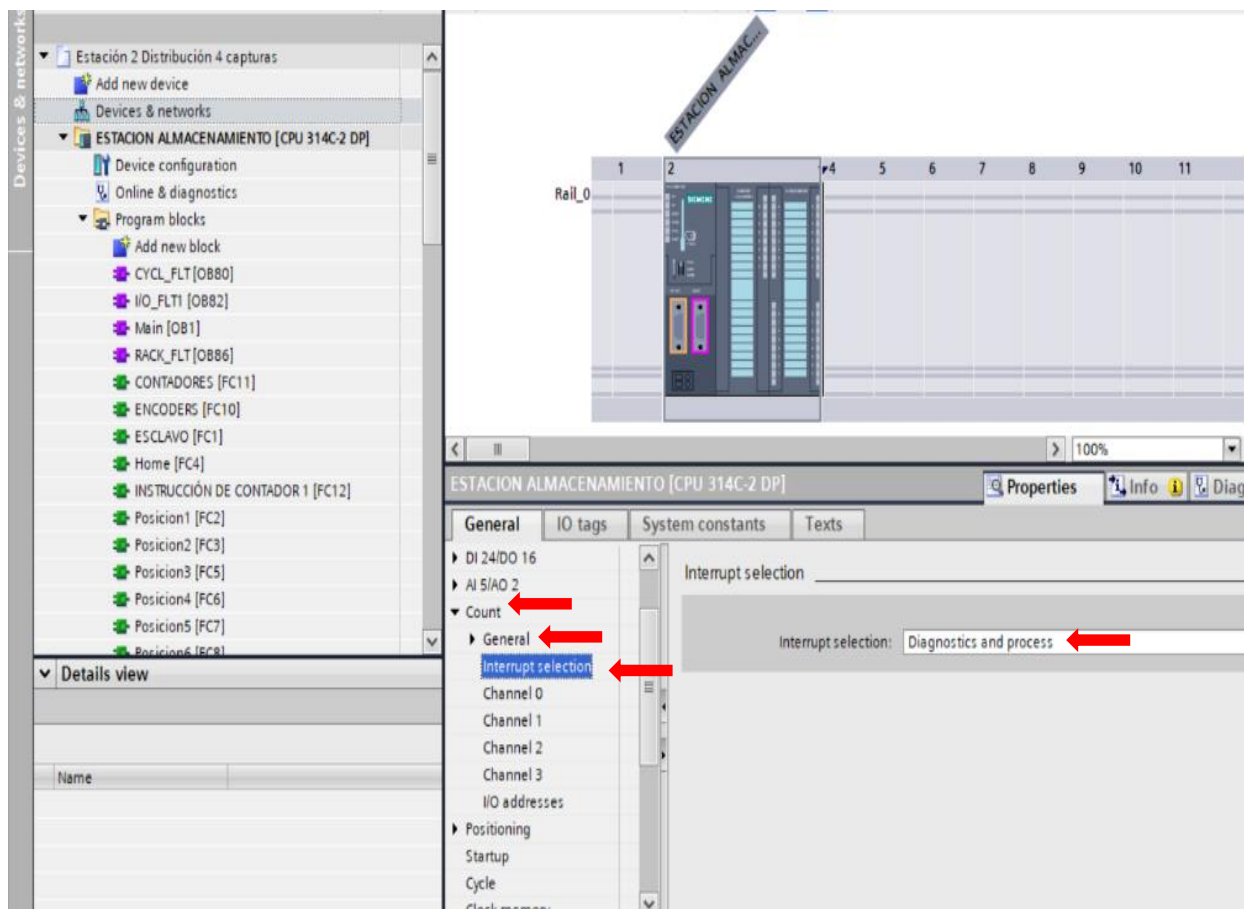 Devices & networks
Estación 2 Distribución 4 capturas
Add new device
Devices & networks
ESTACION ALMACENAMIENTO [CPU 314C-2 DP]
Device configuration
Online & diagnostics
Program blocks
Add new block
CYCL_FLT [OB80]
I/O_FLT1 [OB82]
Main [OB1]
RACK_FLT [OB86]
CONTADORES [FC11]
ENCODERS [FC10]
ESCLAVO [FC1]
Home [FC4]
INSTRUCCIÓN DE CONTADOR 1 [FC12]
Posicion1 [FC2]
Posicion2 [FC3]
Posicion3 [FC5]
Posicion4 [FC6]
Posicion5 [FC7]
Posicion6 [FC8]
Details view
Name
ESTACION ALMAC...
1 2 4 5 6 7 8 9 10 11
Rail_0
SIEMENS
100%
ESTACION ALMACENAMIENTO [CPU 314C-2 DP]
Properties Info Diag
General IO tags System constants Texts
DI 24/DO 16
AI 5/AO 2
Count
General
Interrupt selection
Channel 0
Channel 1
Channel 2
Channel 3
I/O addresses
Positioning
Startup
Cycle
Clock memory
Interrupt selection
Interrupt selection: Diagnostics and process